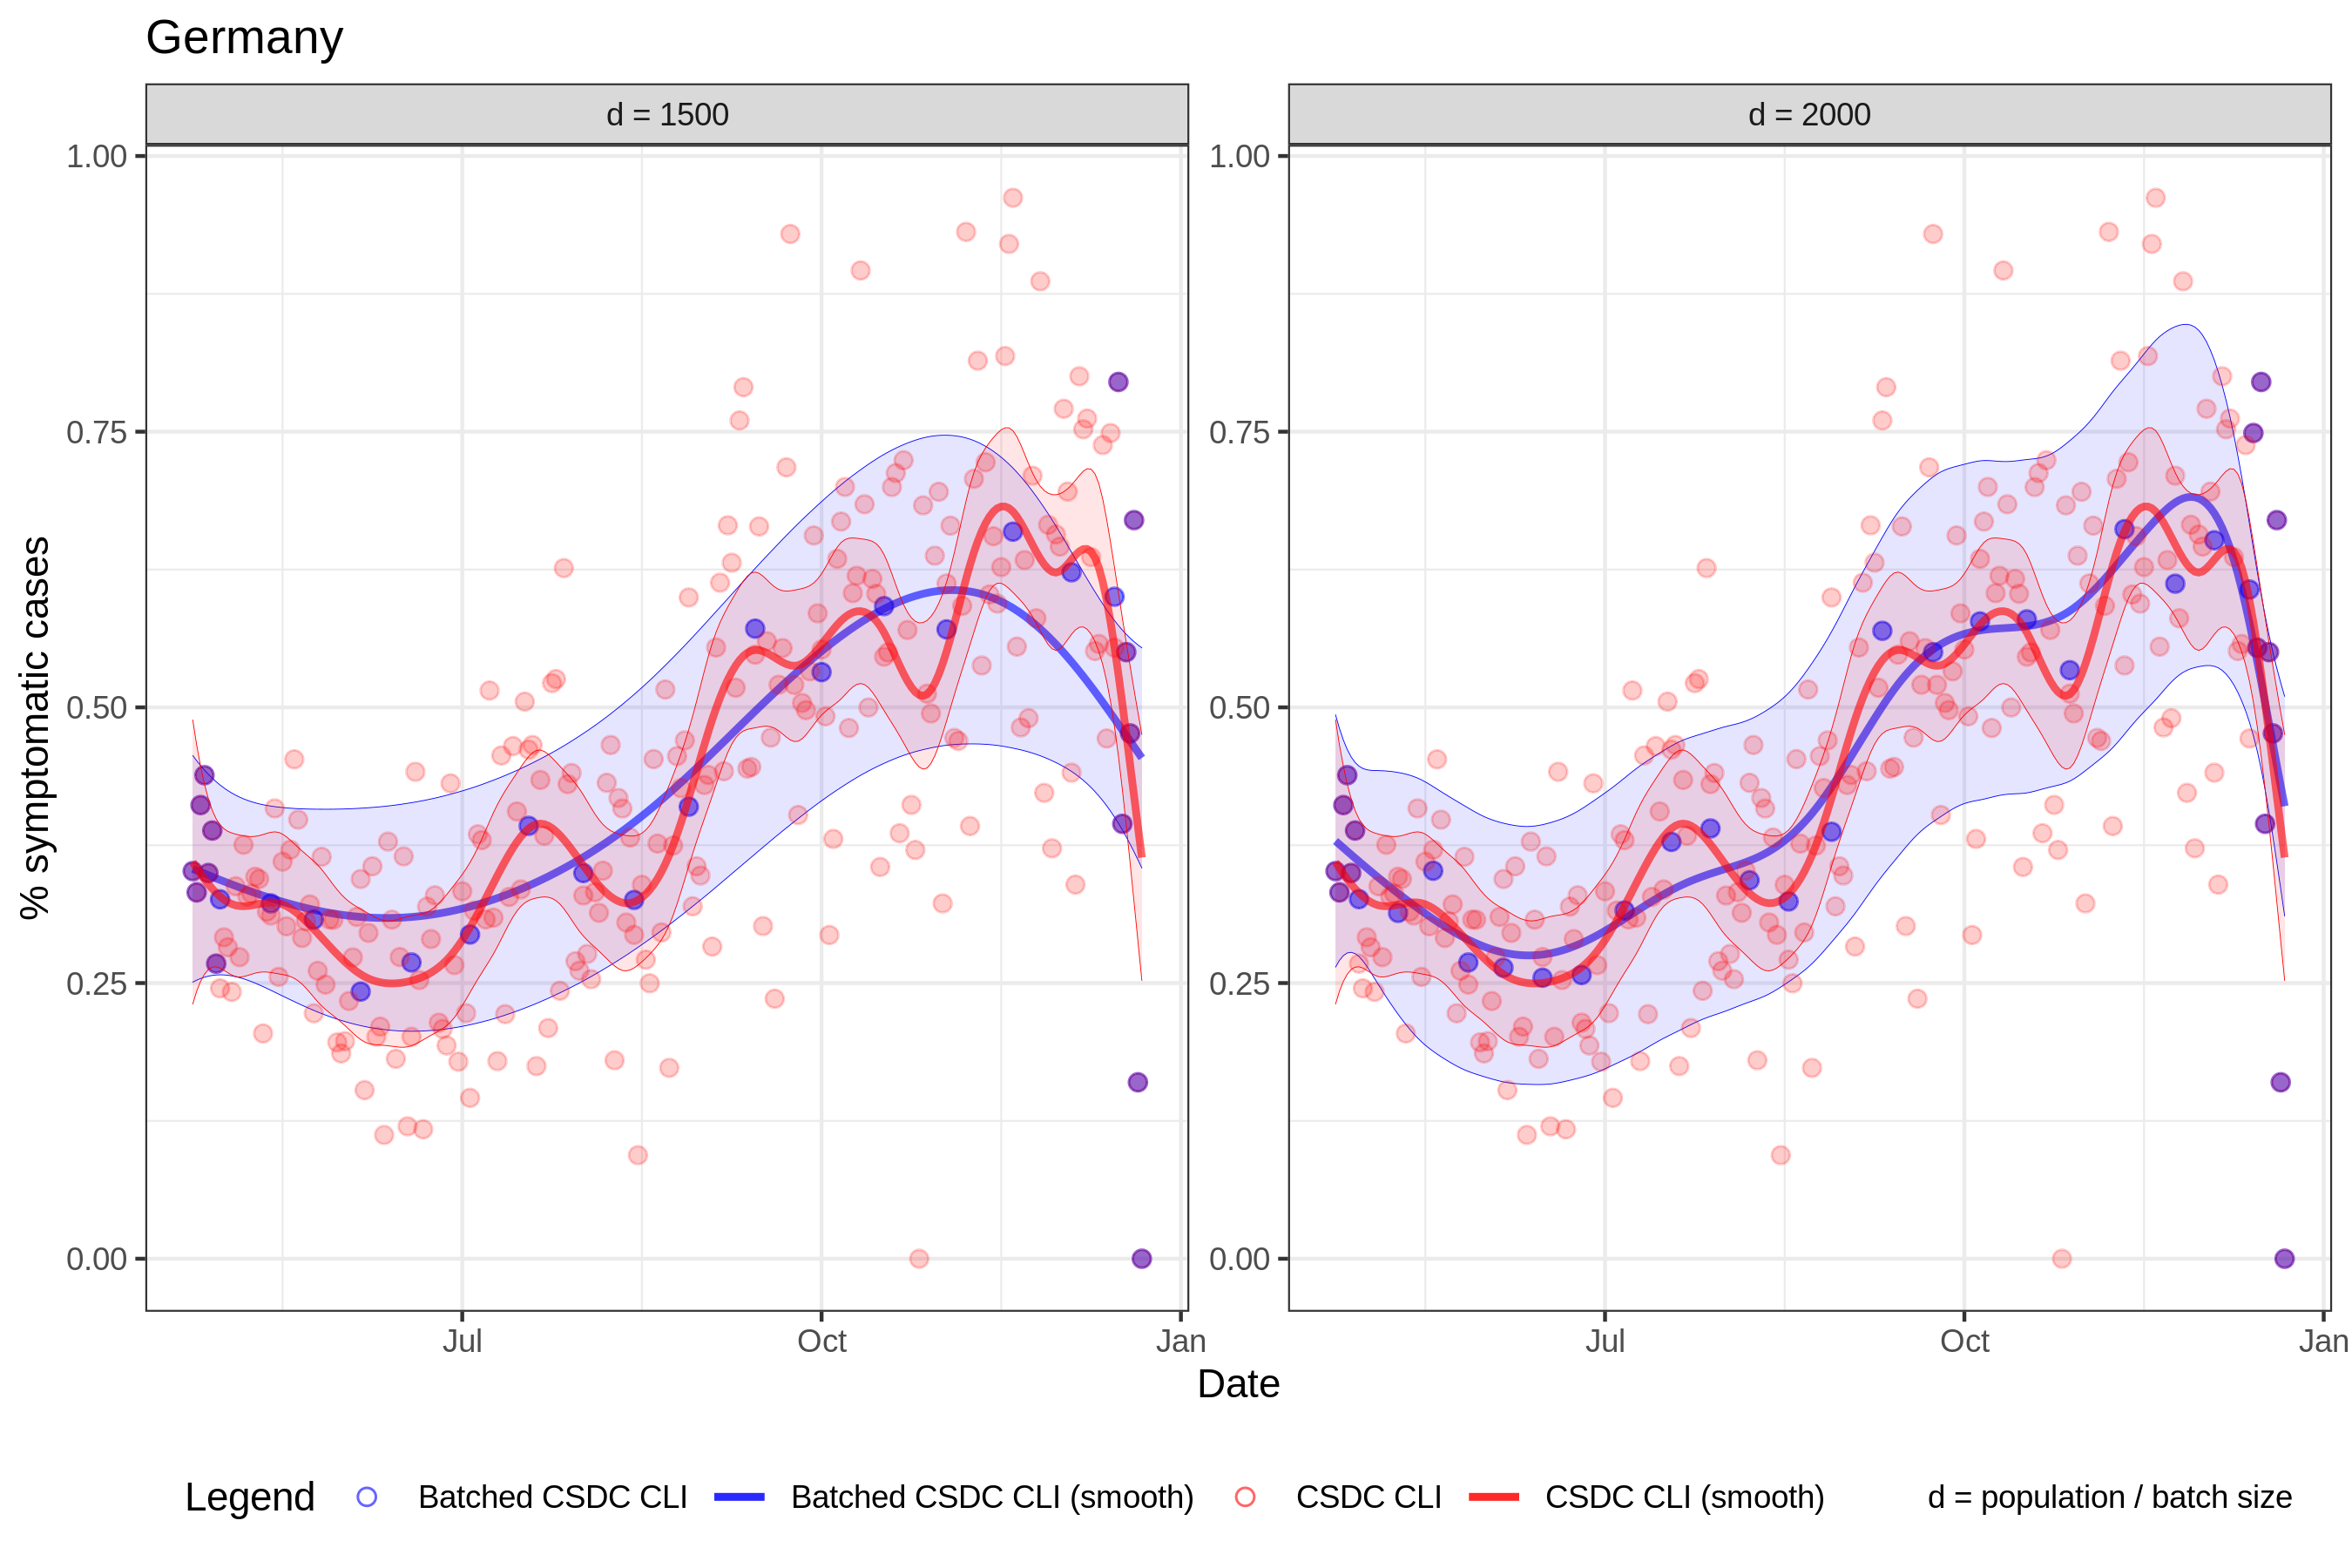 Germany
d = 1500
d = 2000
% symptomatic cases
1.00
0.75
0.50
0.25
0.00
1.00
0.75
0.50
0.25
0.00
Jul
Oct
Jan
Jul
Oct
Jan
Date
Legend
Batched CSDC CLI
Batched CSDC CLI (smooth)
CSDC CLI
CSDC CLI (smooth)
d = population / batch size